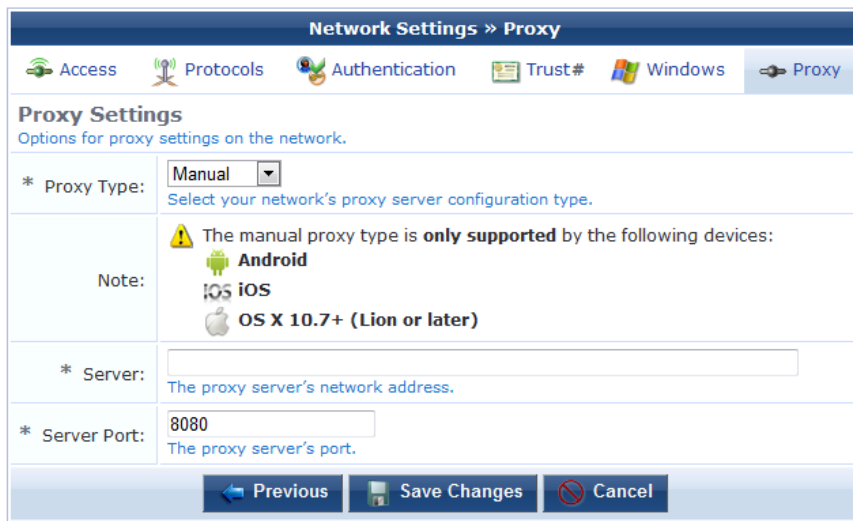 Network Settings » Proxy
Access Protocols Authentication Trust# Windows Proxy
Proxy Settings
Options for proxy settings on the network.
* Proxy Type:
Manual
Select your network's proxy server configuration type.
Note:
The manual proxy type is only supported by the following devices:
Android
iOS iOS
OS X 10.7+ (Lion or later)
* Server:
The proxy server's network address.
* Server Port:
8080
The proxy server's port.
Previous Save Changes Cancel